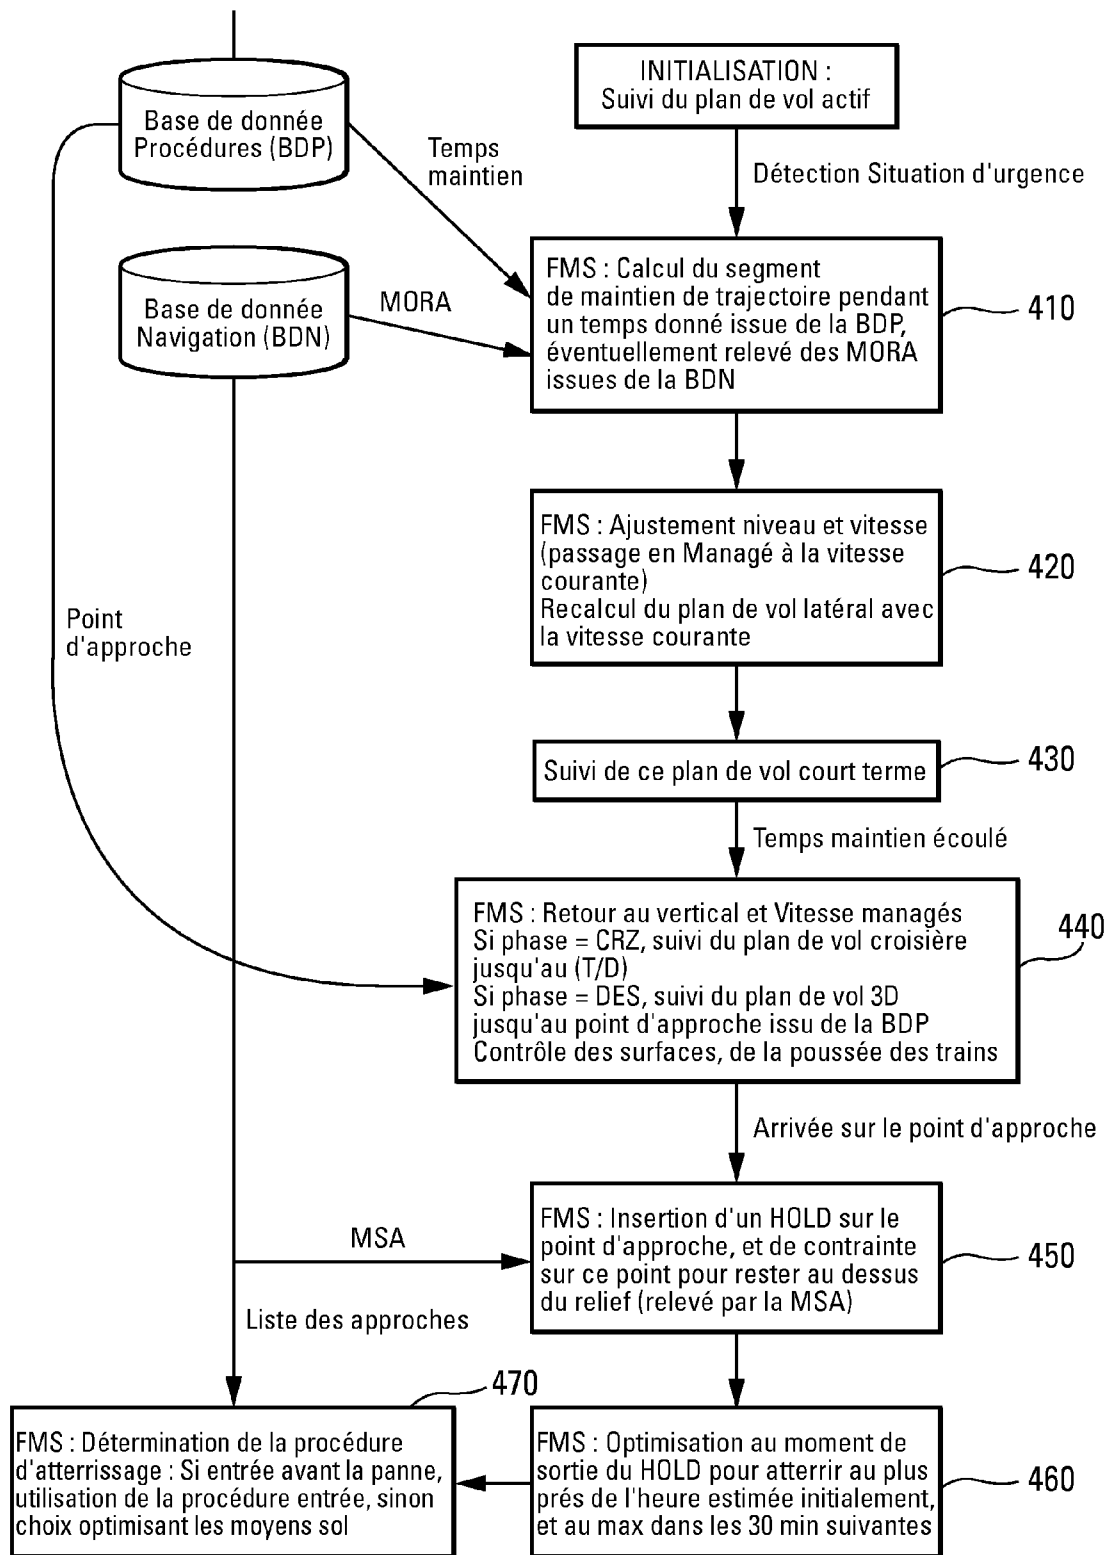 Base de donnée
Procédures (BDP)
INITIALISATION :
Suivi du plan de vol actif
Temps
maintien
Détection Situation d'urgence
Base de donnée
Navigation (BDN)
MORA
FMS : Calcul du segment
de maintien de trajectoire pendant
un temps donné issue de la BDP,
éventuellement relevé des MORA
issues de la BDN
410
FMS : Ajustement niveau et vitesse
(passage en Managé à la vitesse
courante)
Recalcul du plan de vol latéral avec
la vitesse courante
420
Point
d'approche
Suivi de ce plan de vol court terme
430
Temps maintien écoulé
FMS : Retour au vertical et Vitesse managés
Si phase = CRZ, suivi du plan de vol croisière
jusqu'au (T/D)
Si phase = DES, suivi du plan de vol 3D
jusqu'au point d'approche issu de la BDP
Contrôle des surfaces, de la poussée des trains
440
Arrivée sur le point d'approche
MSA
FMS : Insertion d'un HOLD sur le
point d'approche, et de contrainte
sur ce point pour rester au dessus
du relief (relevé par la MSA)
450
Liste des approches
470
FMS : Détermination de la procédure
d'atterrissage : Si entrée avant la panne,
utilisation de la procédure entrée, sinon
choix optimisant les moyens sol
FMS : Optimisation au moment de
sortie du HOLD pour atterrir au plus
prés de l'heure estimée initialement,
et au max dans les 30 min suivantes
460